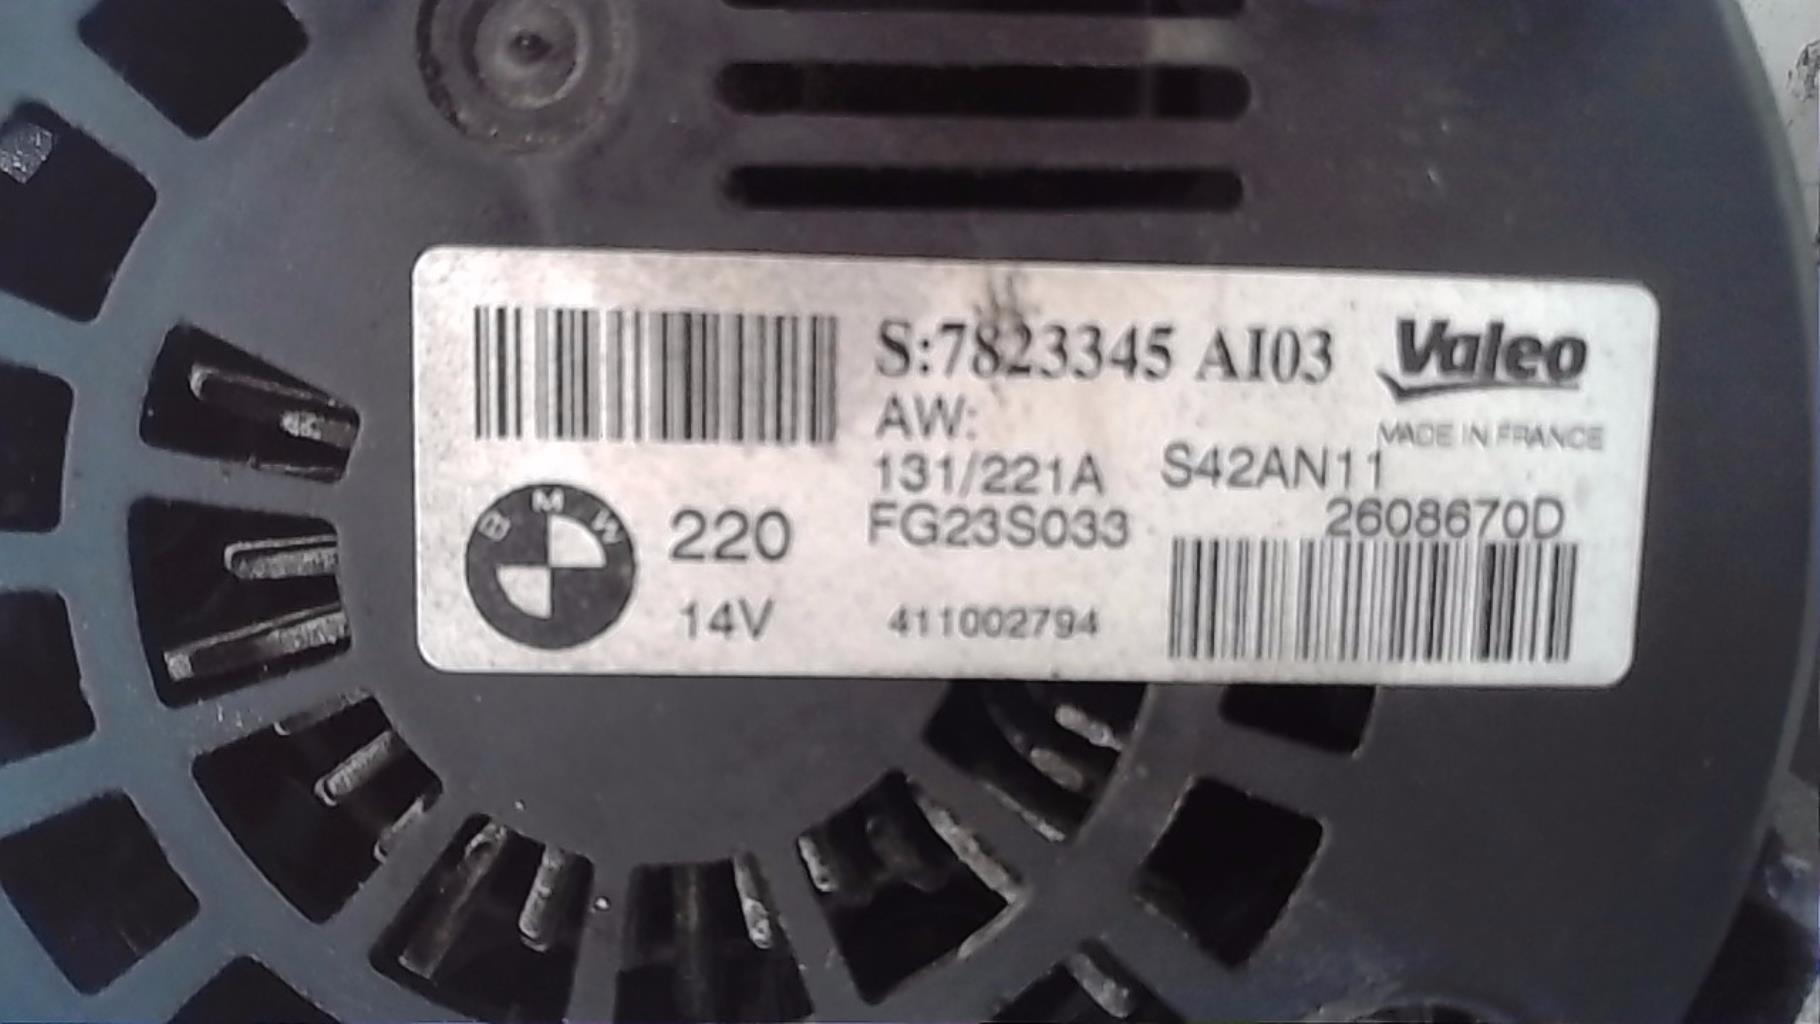 S:7823345 AI03
Valeo
AW:
MADE IN FRANCE
131/221A S42AN11
BMW
220
FG23S033
2608670D
14V
411002794